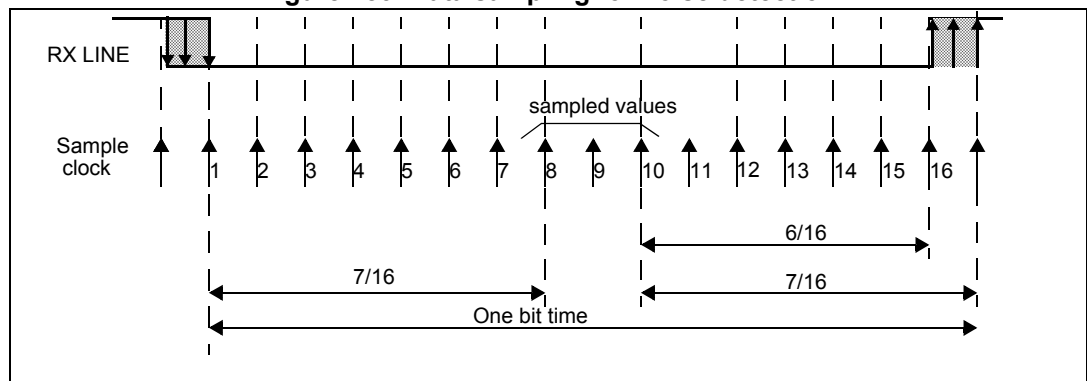 RX LINE
sampled values
Sample
clock
1 2 3 4 5 6 7 8 9 10 11 12 13 14 15 16
6/16
7/16
7/16
One bit time